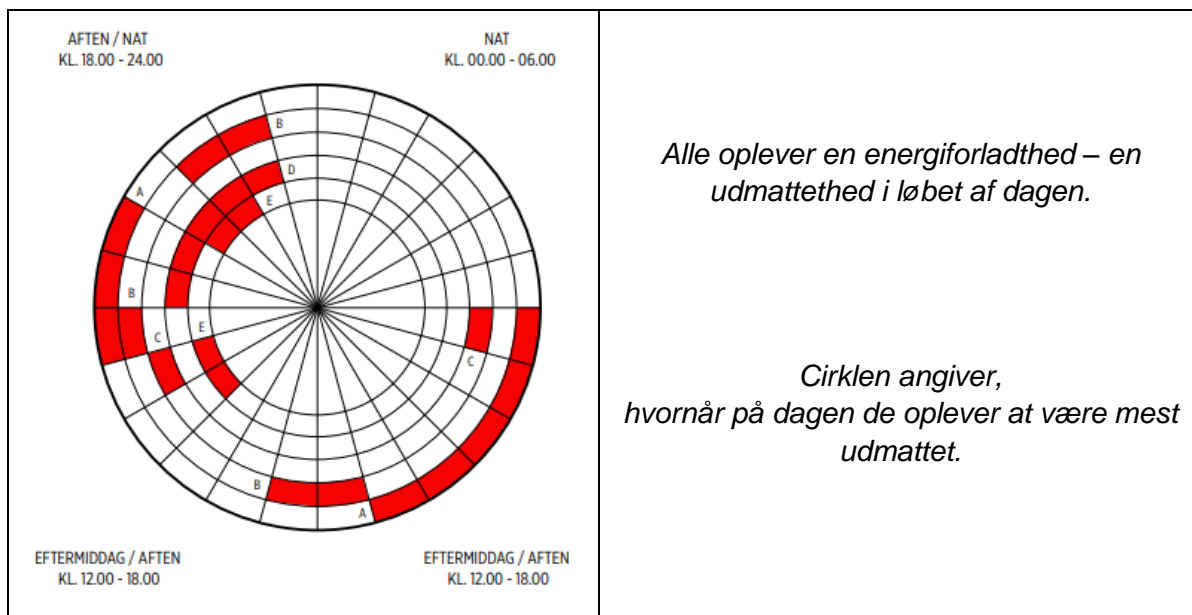 AFTEN / NAT
KL. 18.00 - 24.00
NAT
KL. 00.00 - 06.00
B
A
D
E
B
E
C
C
B
A
EFTERMIDDAG / AFTEN
KL. 12.00 - 18.00
EFTERMIDDAG / AFTEN
KL. 12.00 - 18.00
Alle oplever en energiforladthed – en
udmattethed i løbet af dagen.
Cirklen angiver,
hvornår på dagen de oplever at være mest
udmattet.